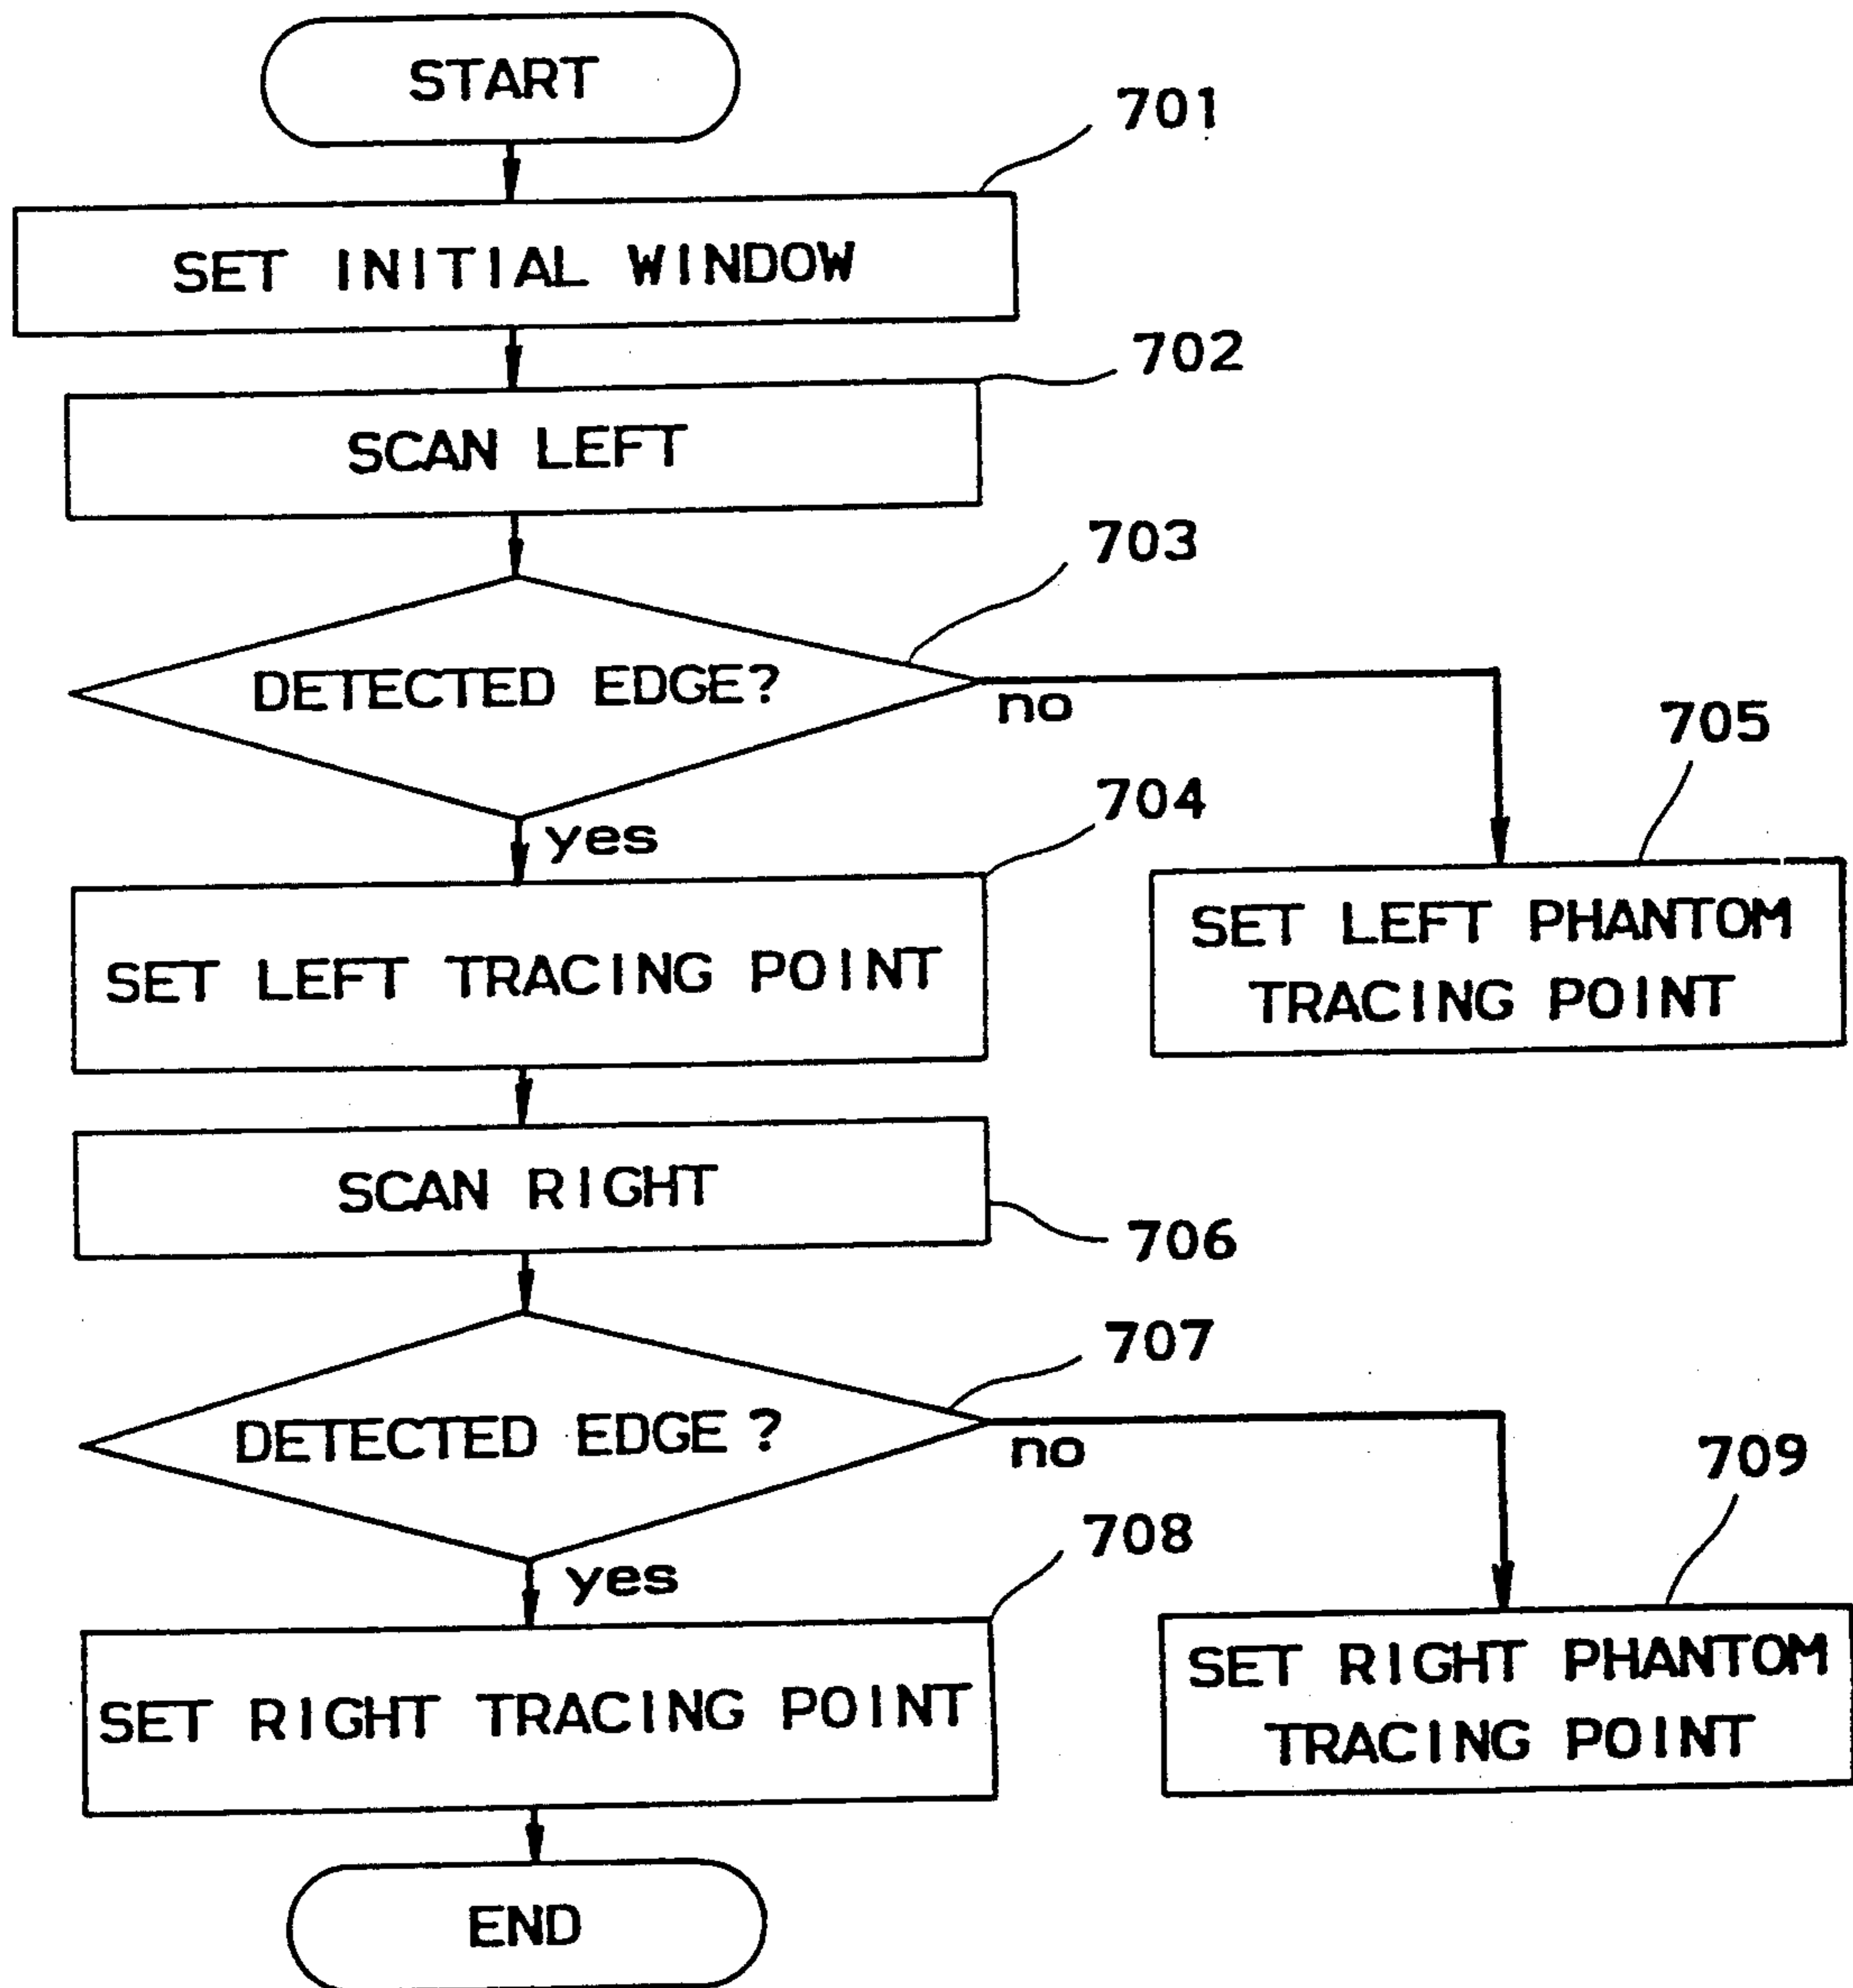 START
701
SET INITIAL WINDOW
702
SCAN LEFT
703
DETECTED EDGE?
no
705
yes
704
SET LEFT TRACING POINT
SET LEFT PHANTOM
TRACING POINT
SCAN RIGHT
706
707
DETECTED EDGE ?
no
709
yes
708
SET RIGHT TRACING POINT
SET RIGHT PHANTOM
TRACING POINT
END